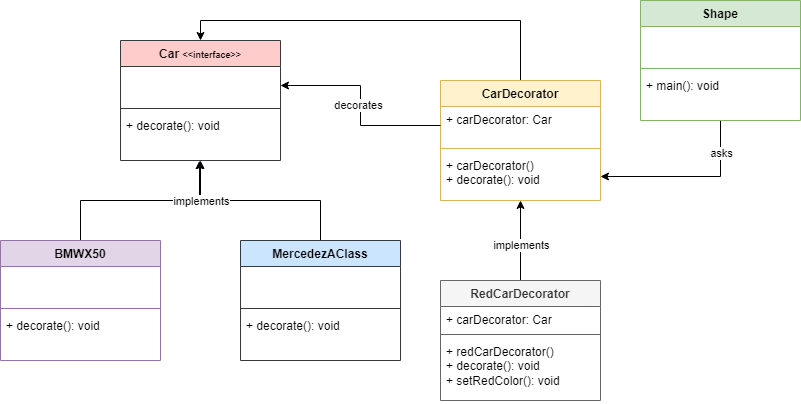 Car <<interface>>
+ decorate(): void
decorates
CarDecorator
+ carDecorator: Car
+ carDecorator()
+ decorate(): void
Shape
+ main(): void
asks
implements
BMWX50
+ decorate(): void
MercedezAClass
+ decorate(): void
implements
RedCarDecorator
+ carDecorator: Car
+ redCarDecorator()
+ decorate(): void
+ setRedColor(): void